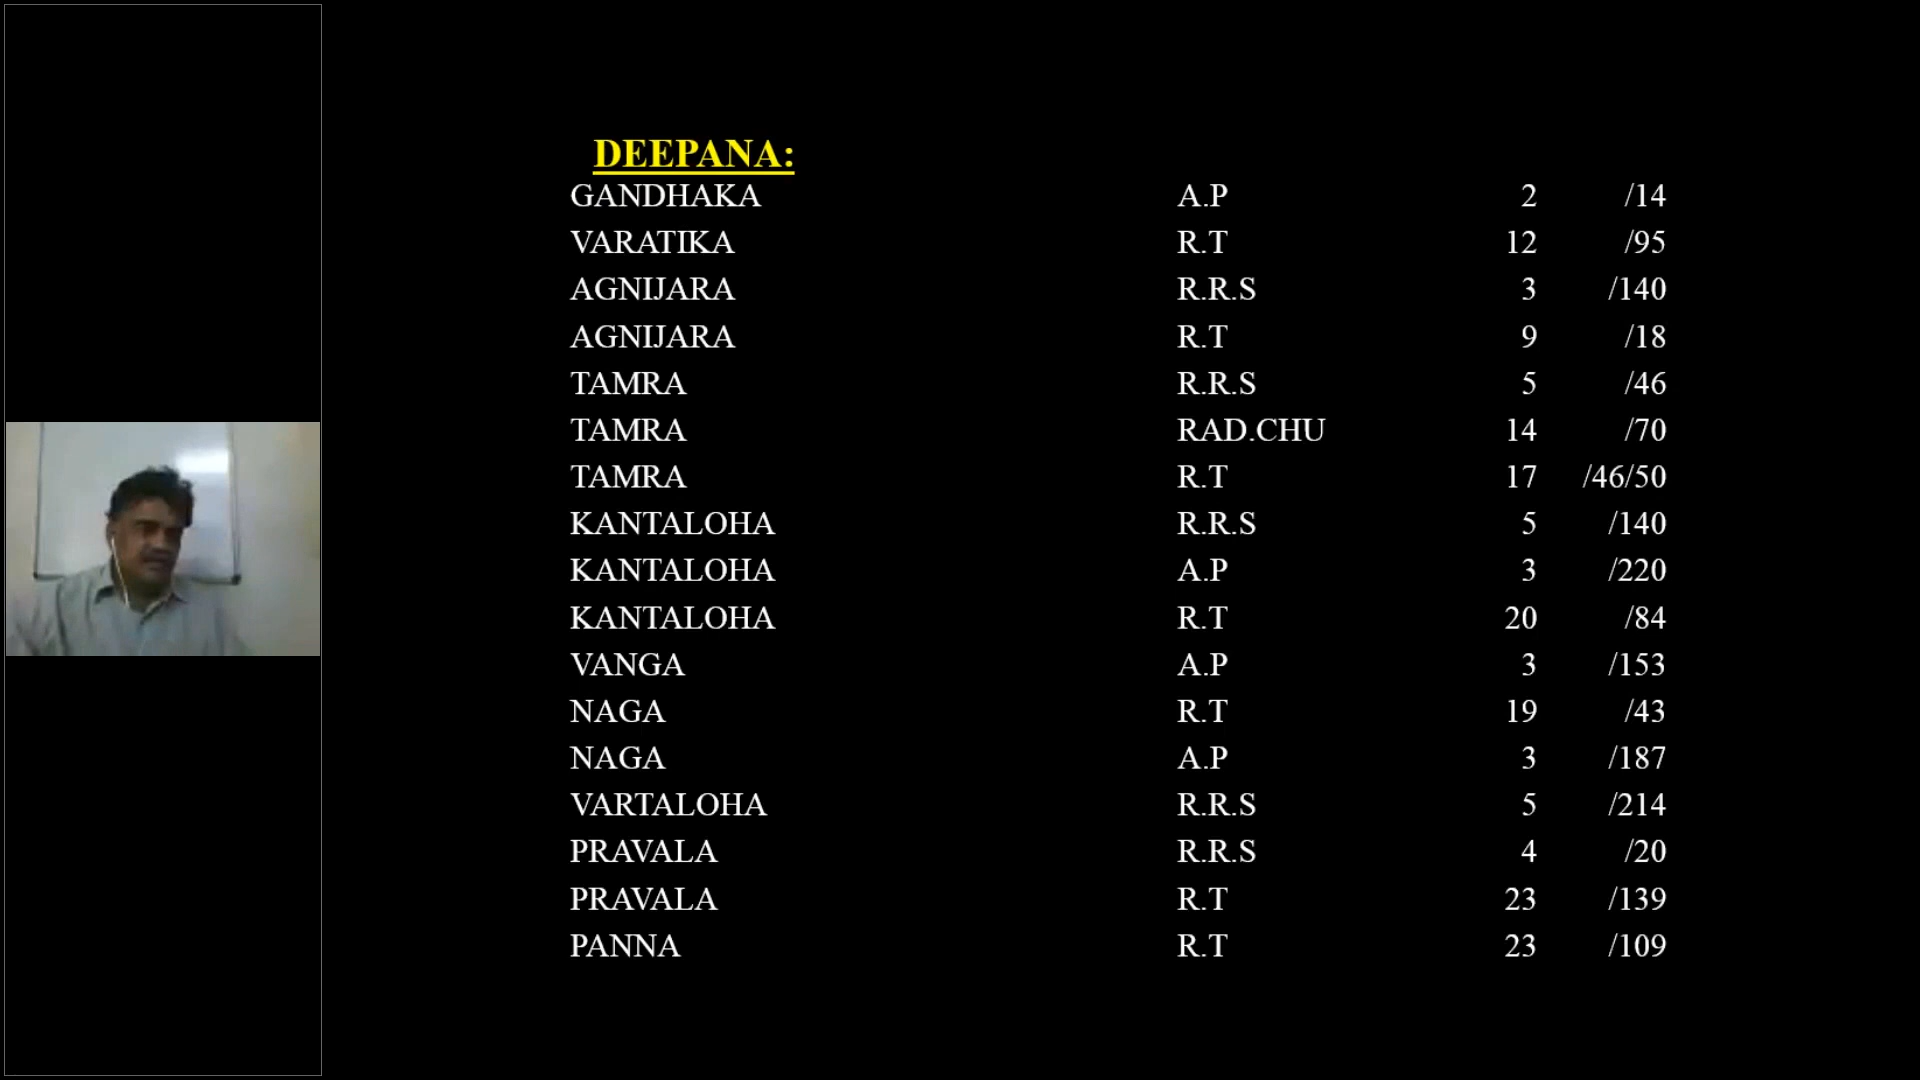 DEEPANA:
GANDHAKA A.P 2 /14
VARATIKA R.T 12 /95
AGNIJARA R.R.S 3 /140
AGNIJARA R.T 9 /18
TAMRA R.R.S 5 /46
TAMRA RAD.CHU 14 /70
TAMRA R.T 17 /46/50
KANTALOHA R.R.S 5 /140
KANTALOHA A.P 3 /220
KANTALOHA R.T 20 /84
VANGA A.P 3 /153
NAGA R.T 19 /43
NAGA A.P 3 /187
VARTALOHA R.R.S 5 /214
PRAVALA R.R.S 4 /20
PRAVALA R.T 23 /139
PANNA R.T 23 /109